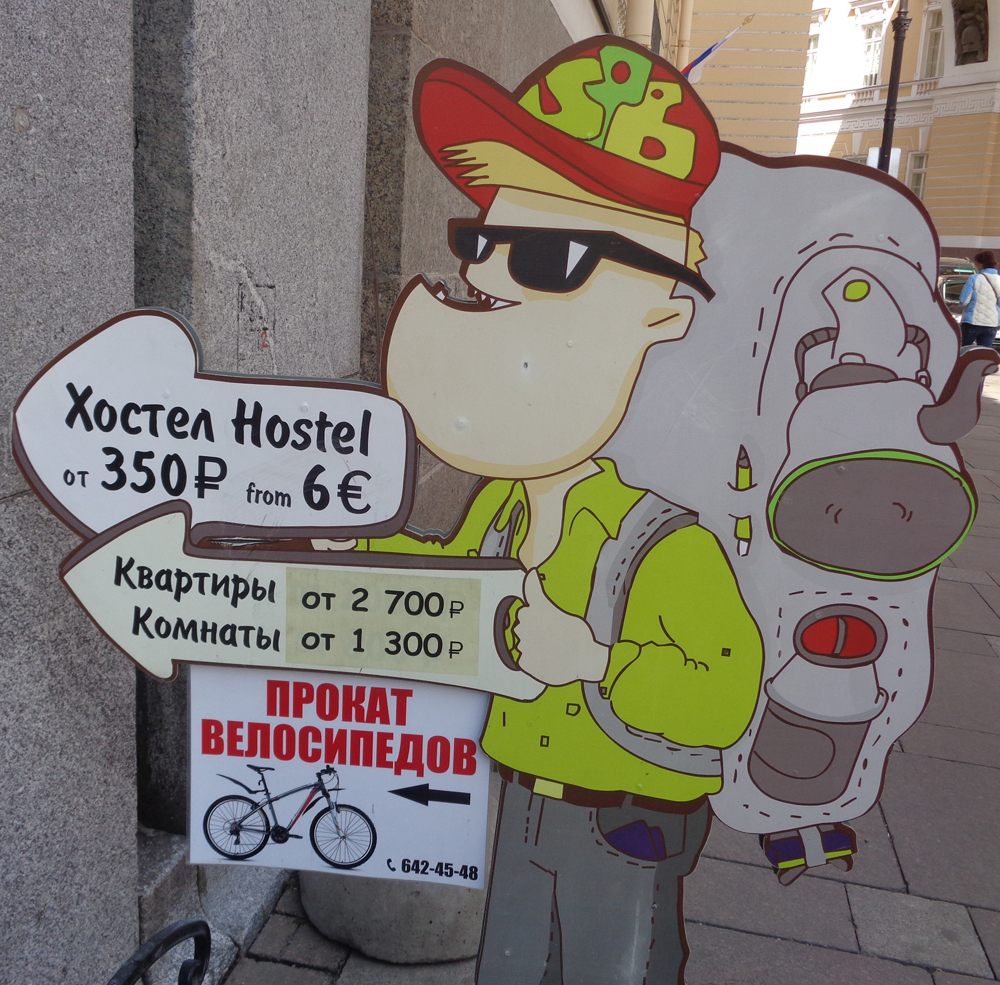 SPB
Хостел Hostel
от 350₽ from 6€
Квартиры от 2 700₽
Комнаты от 1 300₽
ПРОКАТ
ВЕЛОСИПЕДОВ
642-45-48